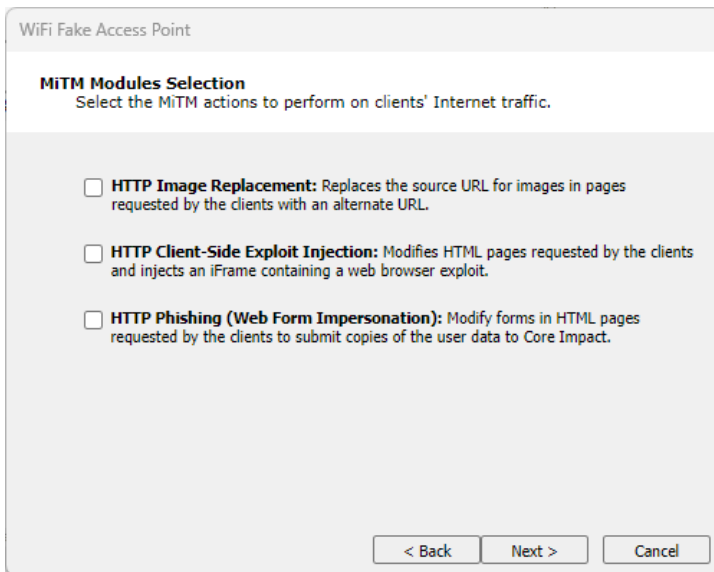 WiFi Fake Access Point
MiTM Modules Selection
Select the MiTM actions to perform on clients' Internet traffic.
HTTP Image Replacement: Replaces the source URL for images in pages
requested by the clients with an alternate URL.
HTTP Client-Side Exploit Injection: Modifies HTML pages requested by the clients
and injects an iFrame containing a web browser exploit.
HTTP Phishing (Web Form Impersonation): Modify forms in HTML pages
requested by the clients to submit copies of the user data to Core Impact.
< Back Next > Cancel